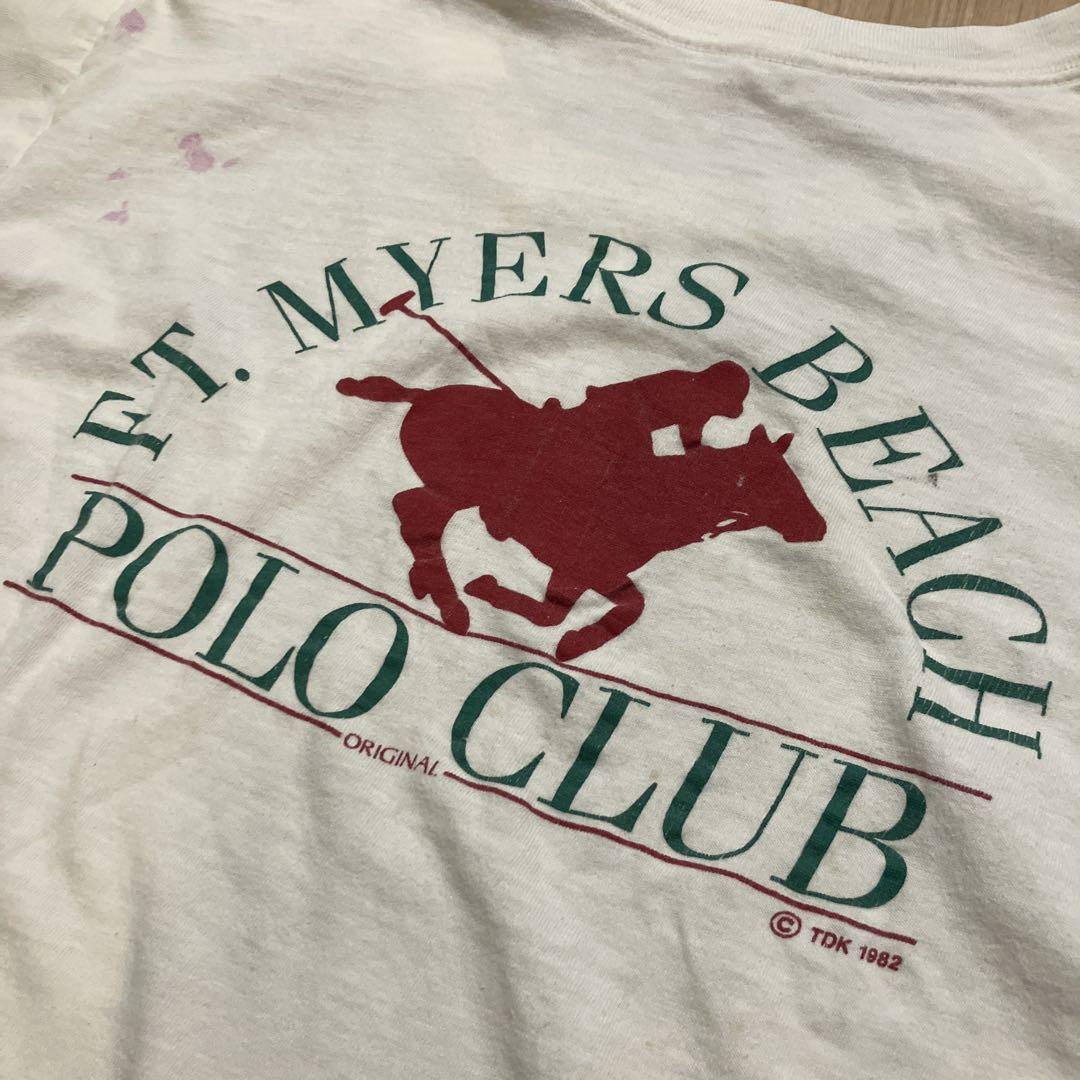 FT. MYERS BEACH
POLO CLUB
ORIGINAL
© TDK 1982